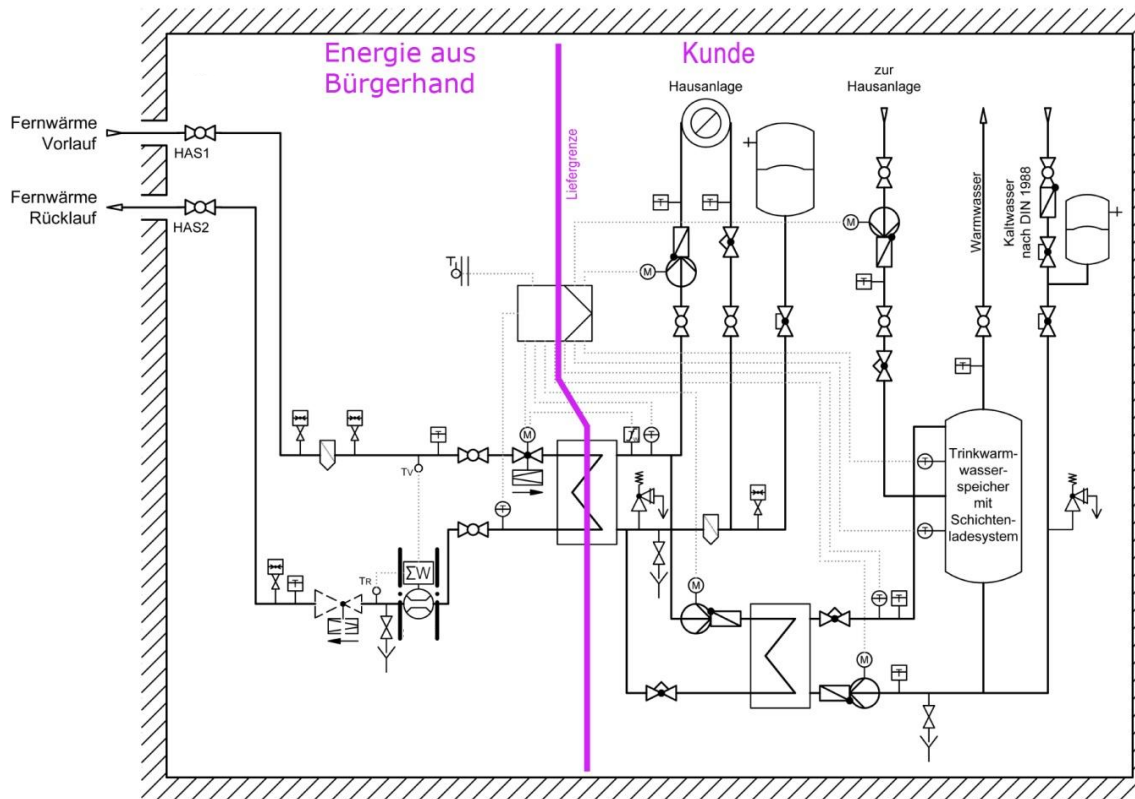 Energie aus
Bürgerhand
Kunde
Liefergrenze
Hausanlage
zur
Hausanlage
Fernwärme
Vorlauf
HAS1
Fernwärme
Rücklauf
HAS2
Warmwasser
Kaltwasser
nach DIN 1988
T
T
T
M
M
T
T
M
T
T
TV
T
TR
ΣW
T
T
T
Trinkwarm-
wasser-
speicher
mit
Schichten-
ladesystem
M
T
T
M
T